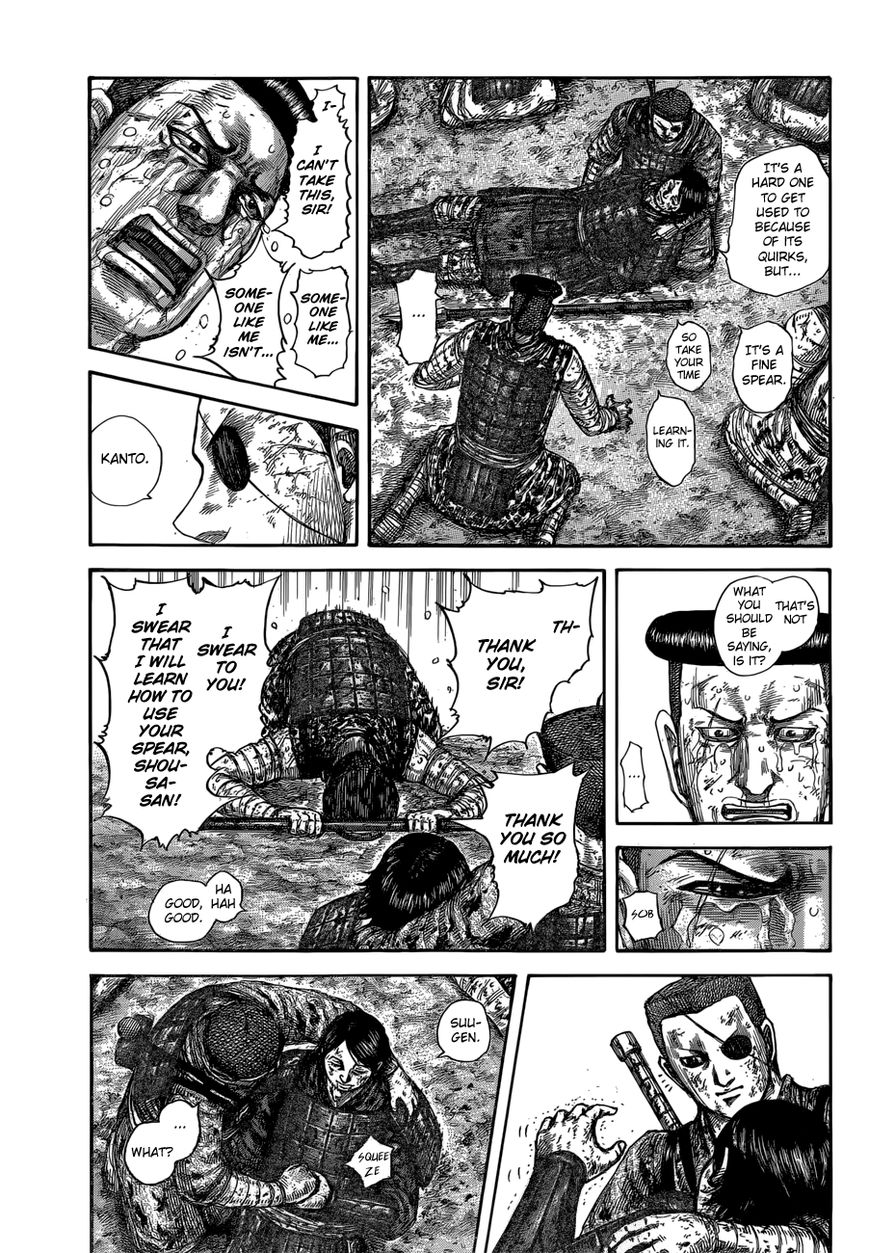 IT'S A
HARD ONE
TO GET
USED TO
BECAUSE
OF ITS
QUIRKS,
BUT...
IT'S A
FINE
SPEAR.
SO
TAKE
YOUR
TIME
LEARN-
ING IT.
...
I-
I
CAN'T
TAKE
THIS,
SIR!
SOME-
ONE
LIKE
ME...
SOME-
ONE
LIKE
ME
ISN'T...
KANTO.
THAT'S
NOT
WHAT
YOU
SHOULD
BE
SAYING,
IS IT?
...
SOB
TH-
THANK
YOU,
SIR!
THANK
YOU SO
MUCH!
I
SWEAR
TO
YOU!
I
SWEAR
THAT
I WILL
LEARN
HOW TO
USE
YOUR
SPEAR,
SHOU-
SA-
SAN!
HA
HAH
GOOD,
GOOD.
SUU-
GEN.
SQUEE
ZE
...
WHAT?